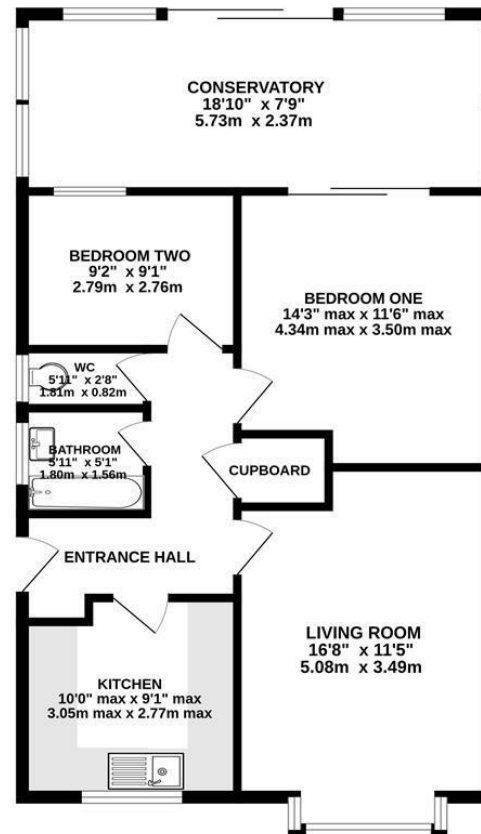 CONSERVATORY
18'10" x 7'9"
5.73m x 2.37m
BEDROOM TWO
9'2" x 9'1"
2.79m x 2.76m
BEDROOM ONE
14'3" max x 11'6" max
4.34m max x 3.50m max
WC
5'11" x 2'8"
1.81m x 0.82m
BATHROOM
5'11" x 5'1"
1.80m x 1.56m
CUPBOARD
ENTRANCE HALL
LIVING ROOM
16'8" x 11'5"
5.08m x 3.49m
KITCHEN
10'0" max x 9'1" max
3.05m max x 2.77m max